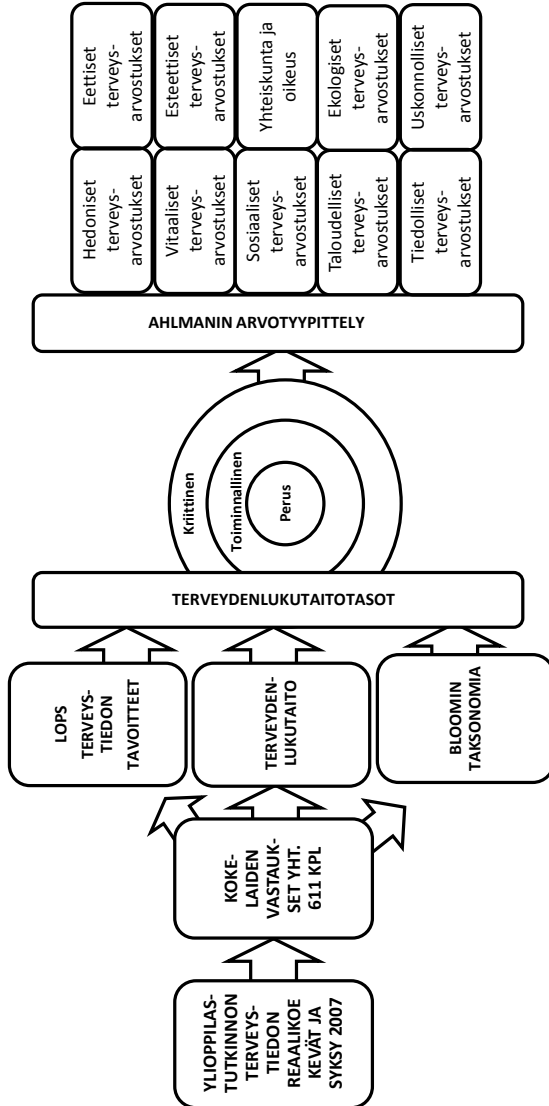 YLIOPPILAS-
TUTKINNON
TERVEYS-
TIEDON
REAALIKOE
KEVÄT JA
SYKSY 2007
KOKE-
LAIDEN
VASTAUK-
SET YHT.
611 KPL
LOPS
TERVEYS-
TIEDON
TAVOITTEET
TERVEYDEN-
LUKUTAITO
BLOOMIN
TAKSONOMIA
TERVEYDENLUKUTAITOTASOT
Kriittinen
Toiminnallinen
Perus
AHLMANIN ARVOTYYPITTELY
Hedoniset
terveys-
arvostukset
Vitaaliset
terveys-
arvostukset
Sosiaaliset
terveys-
arvostukset
Taloudelliset
terveys-
arvostukset
Tiedolliset
terveys-
arvostukset
Eettiset
terveys-
arvostukset
Esteettiset
terveys-
arvostukset
Yhteiskunta ja
oikeus
Ekologiset
terveys-
arvostukset
Uskonnolliset
terveys-
arvostukset